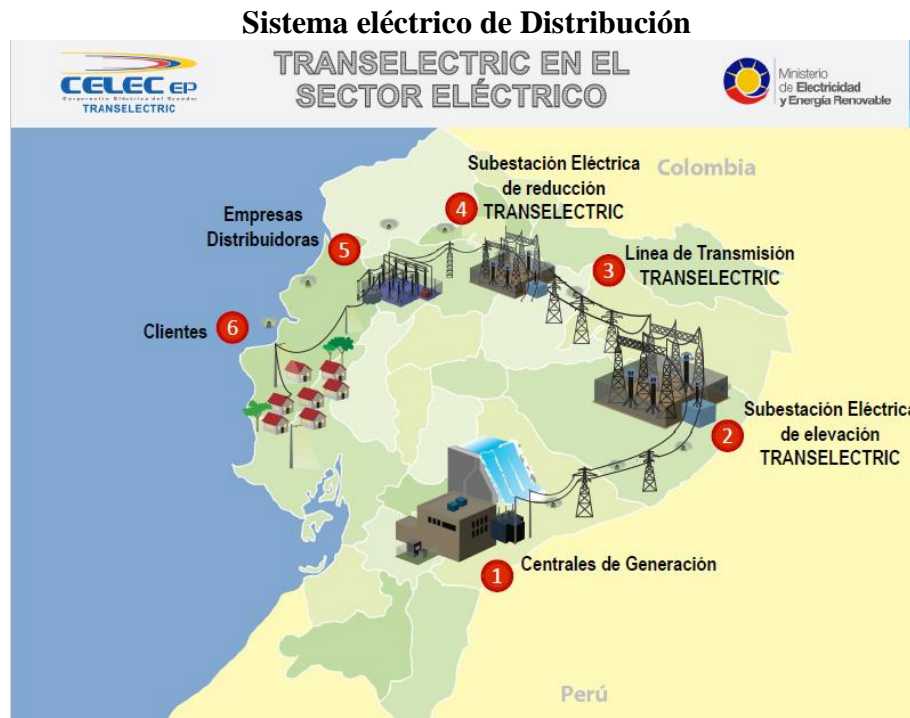 Sistema eléctrico de Distribución
CELEC EP
Corporación Eléctrica del Ecuador
TRANSELECTRIC
TRANSELECTRIC EN EL
SECTOR ELÉCTRICO
Ministerio
de Electricidad
y Energía Renovable
Colombia
Subestación Eléctrica
de reducción
4 TRANSELECTRIC
Empresas
Distribuidoras 5
3 Línea de Transmisión
TRANSELECTRIC
Clientes 6
2 Subestación Eléctrica
de elevación
TRANSELECTRIC
1 Centrales de Generación
Perú